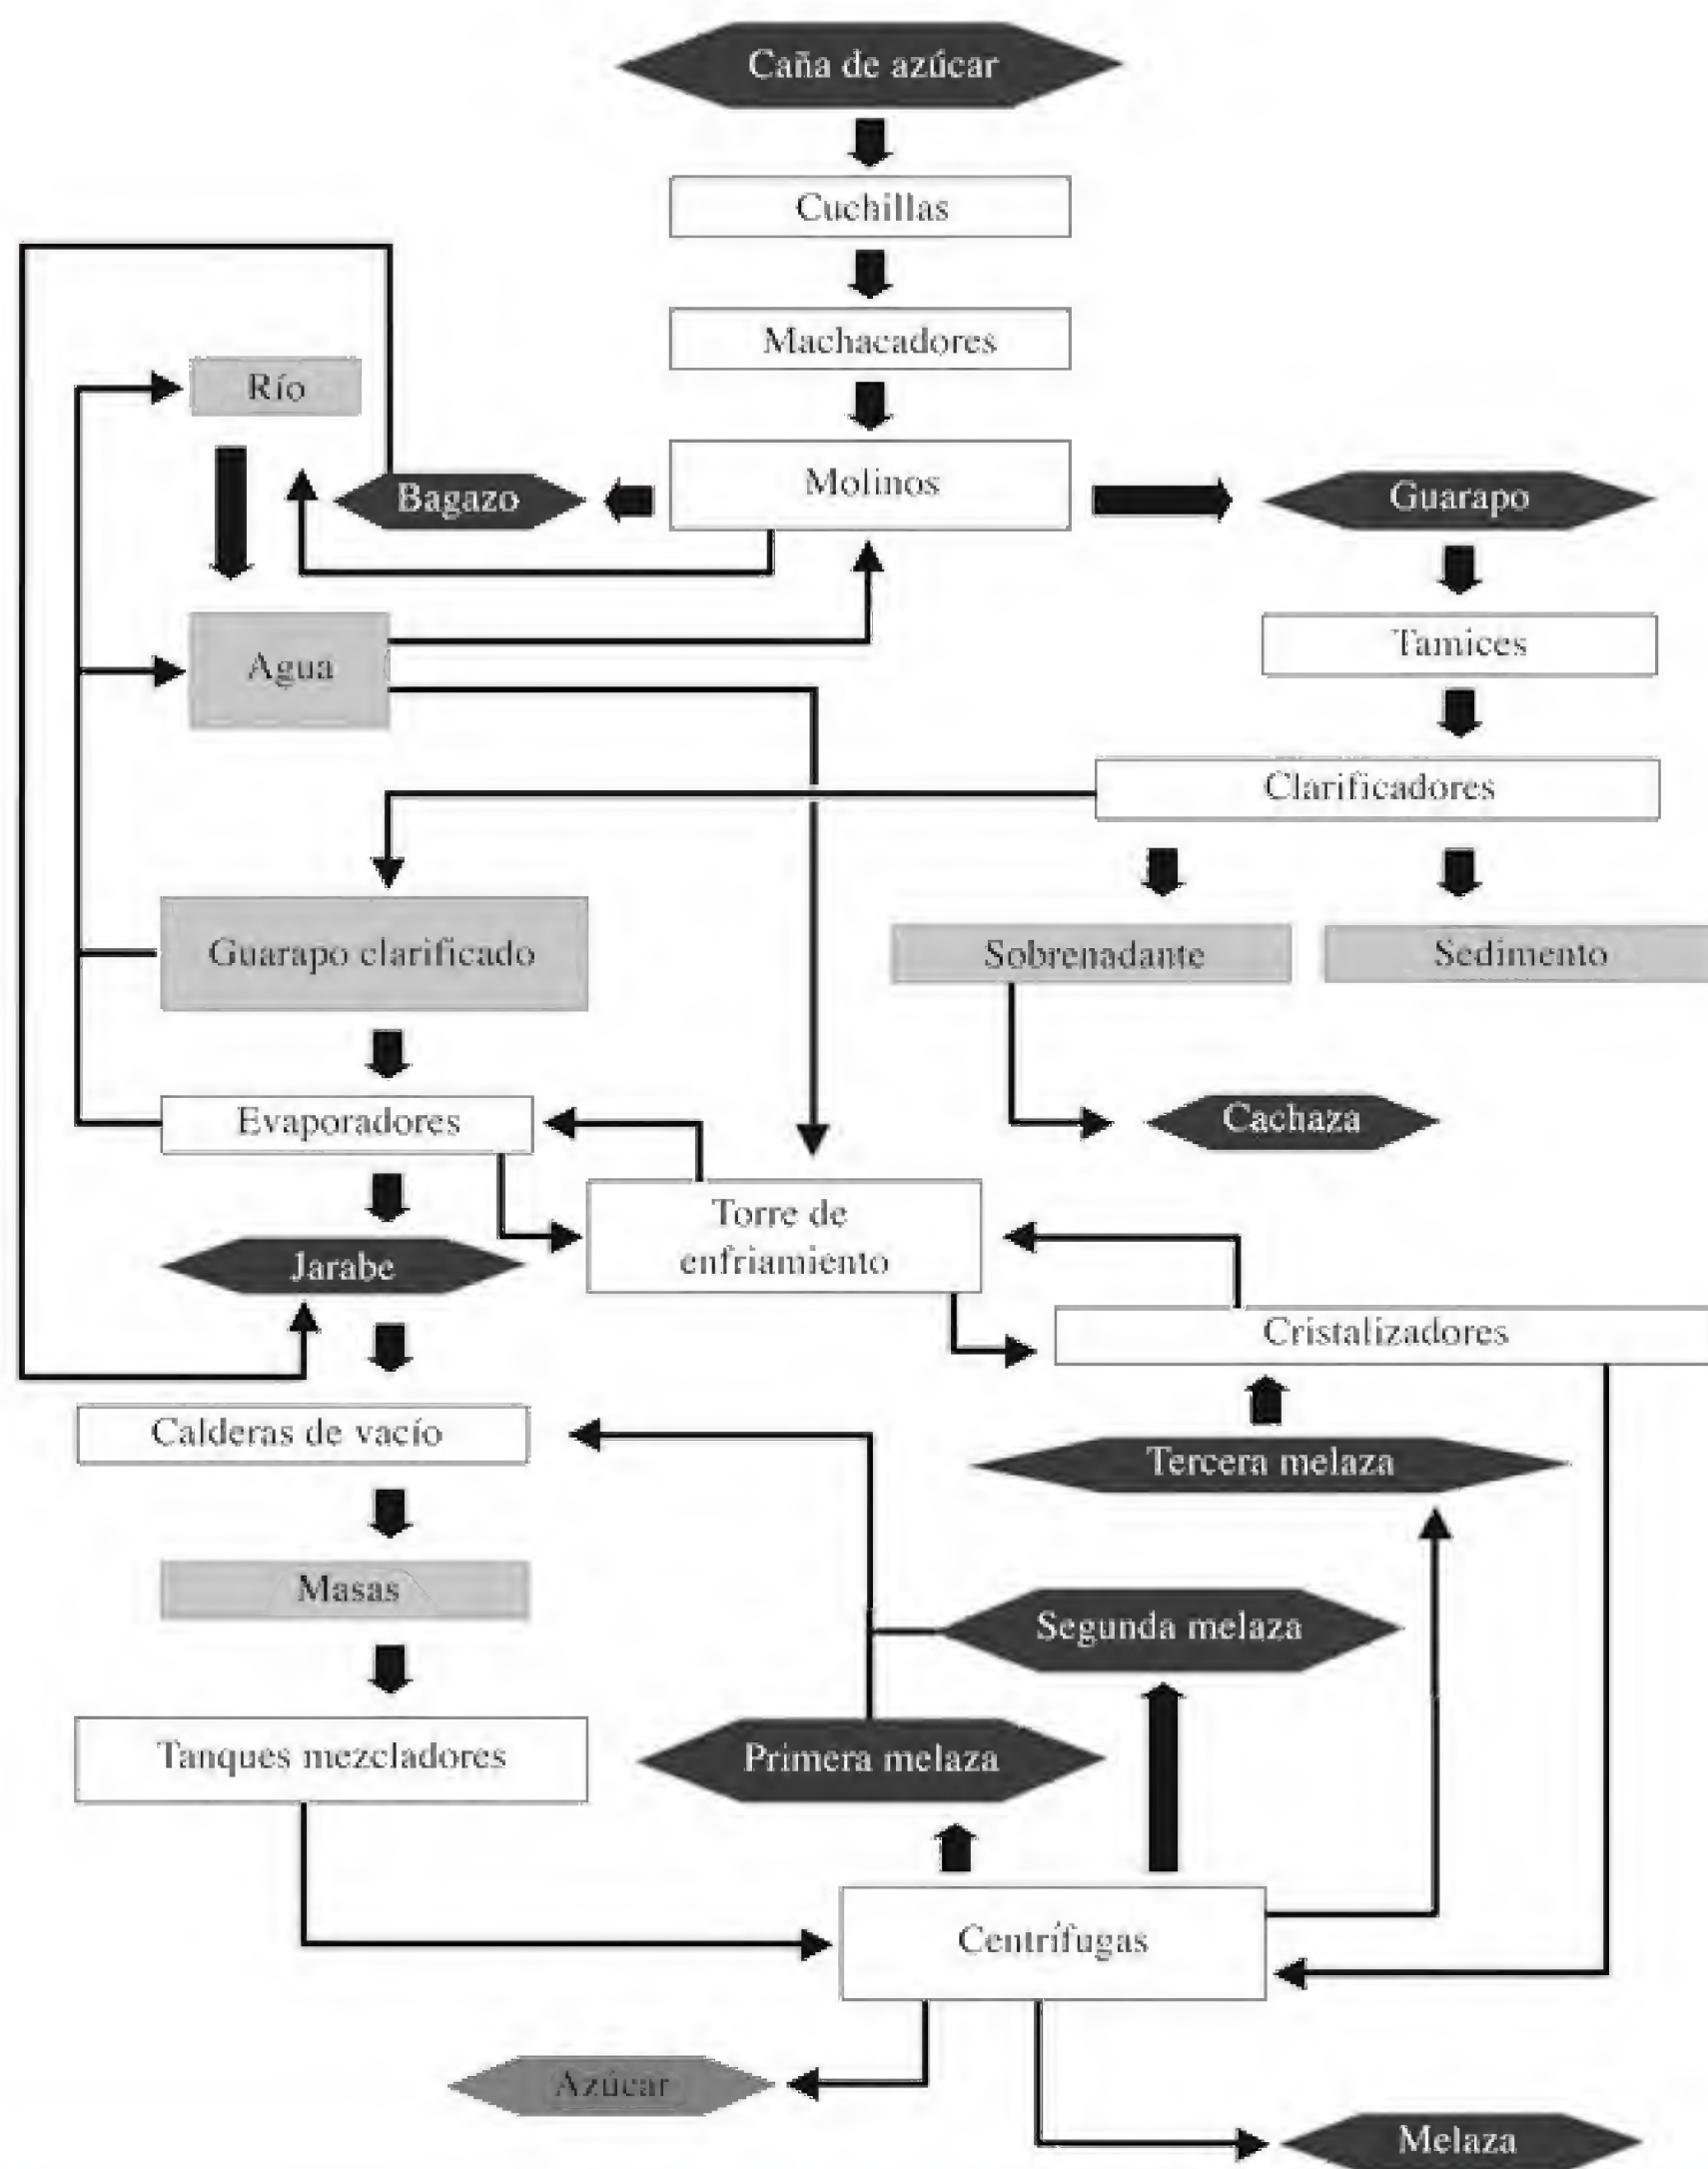 Caña de azúcar
Cuchillas
Machacadores
Río
Molinos
Bagazo
Guarapo
Agua
Tamices
Clarificadores
Guarapo clarificado
Sobrenadante
Sedimento
Evaporadores
Cachaza
Torre de
enfriamiento
Jarabe
Cristalizadores
Calderas de vacío
Tercera melaza
Masas
Segunda melaza
Tanques mezcladores
Primera melaza
Centrífugas
Azúcar
Melaza